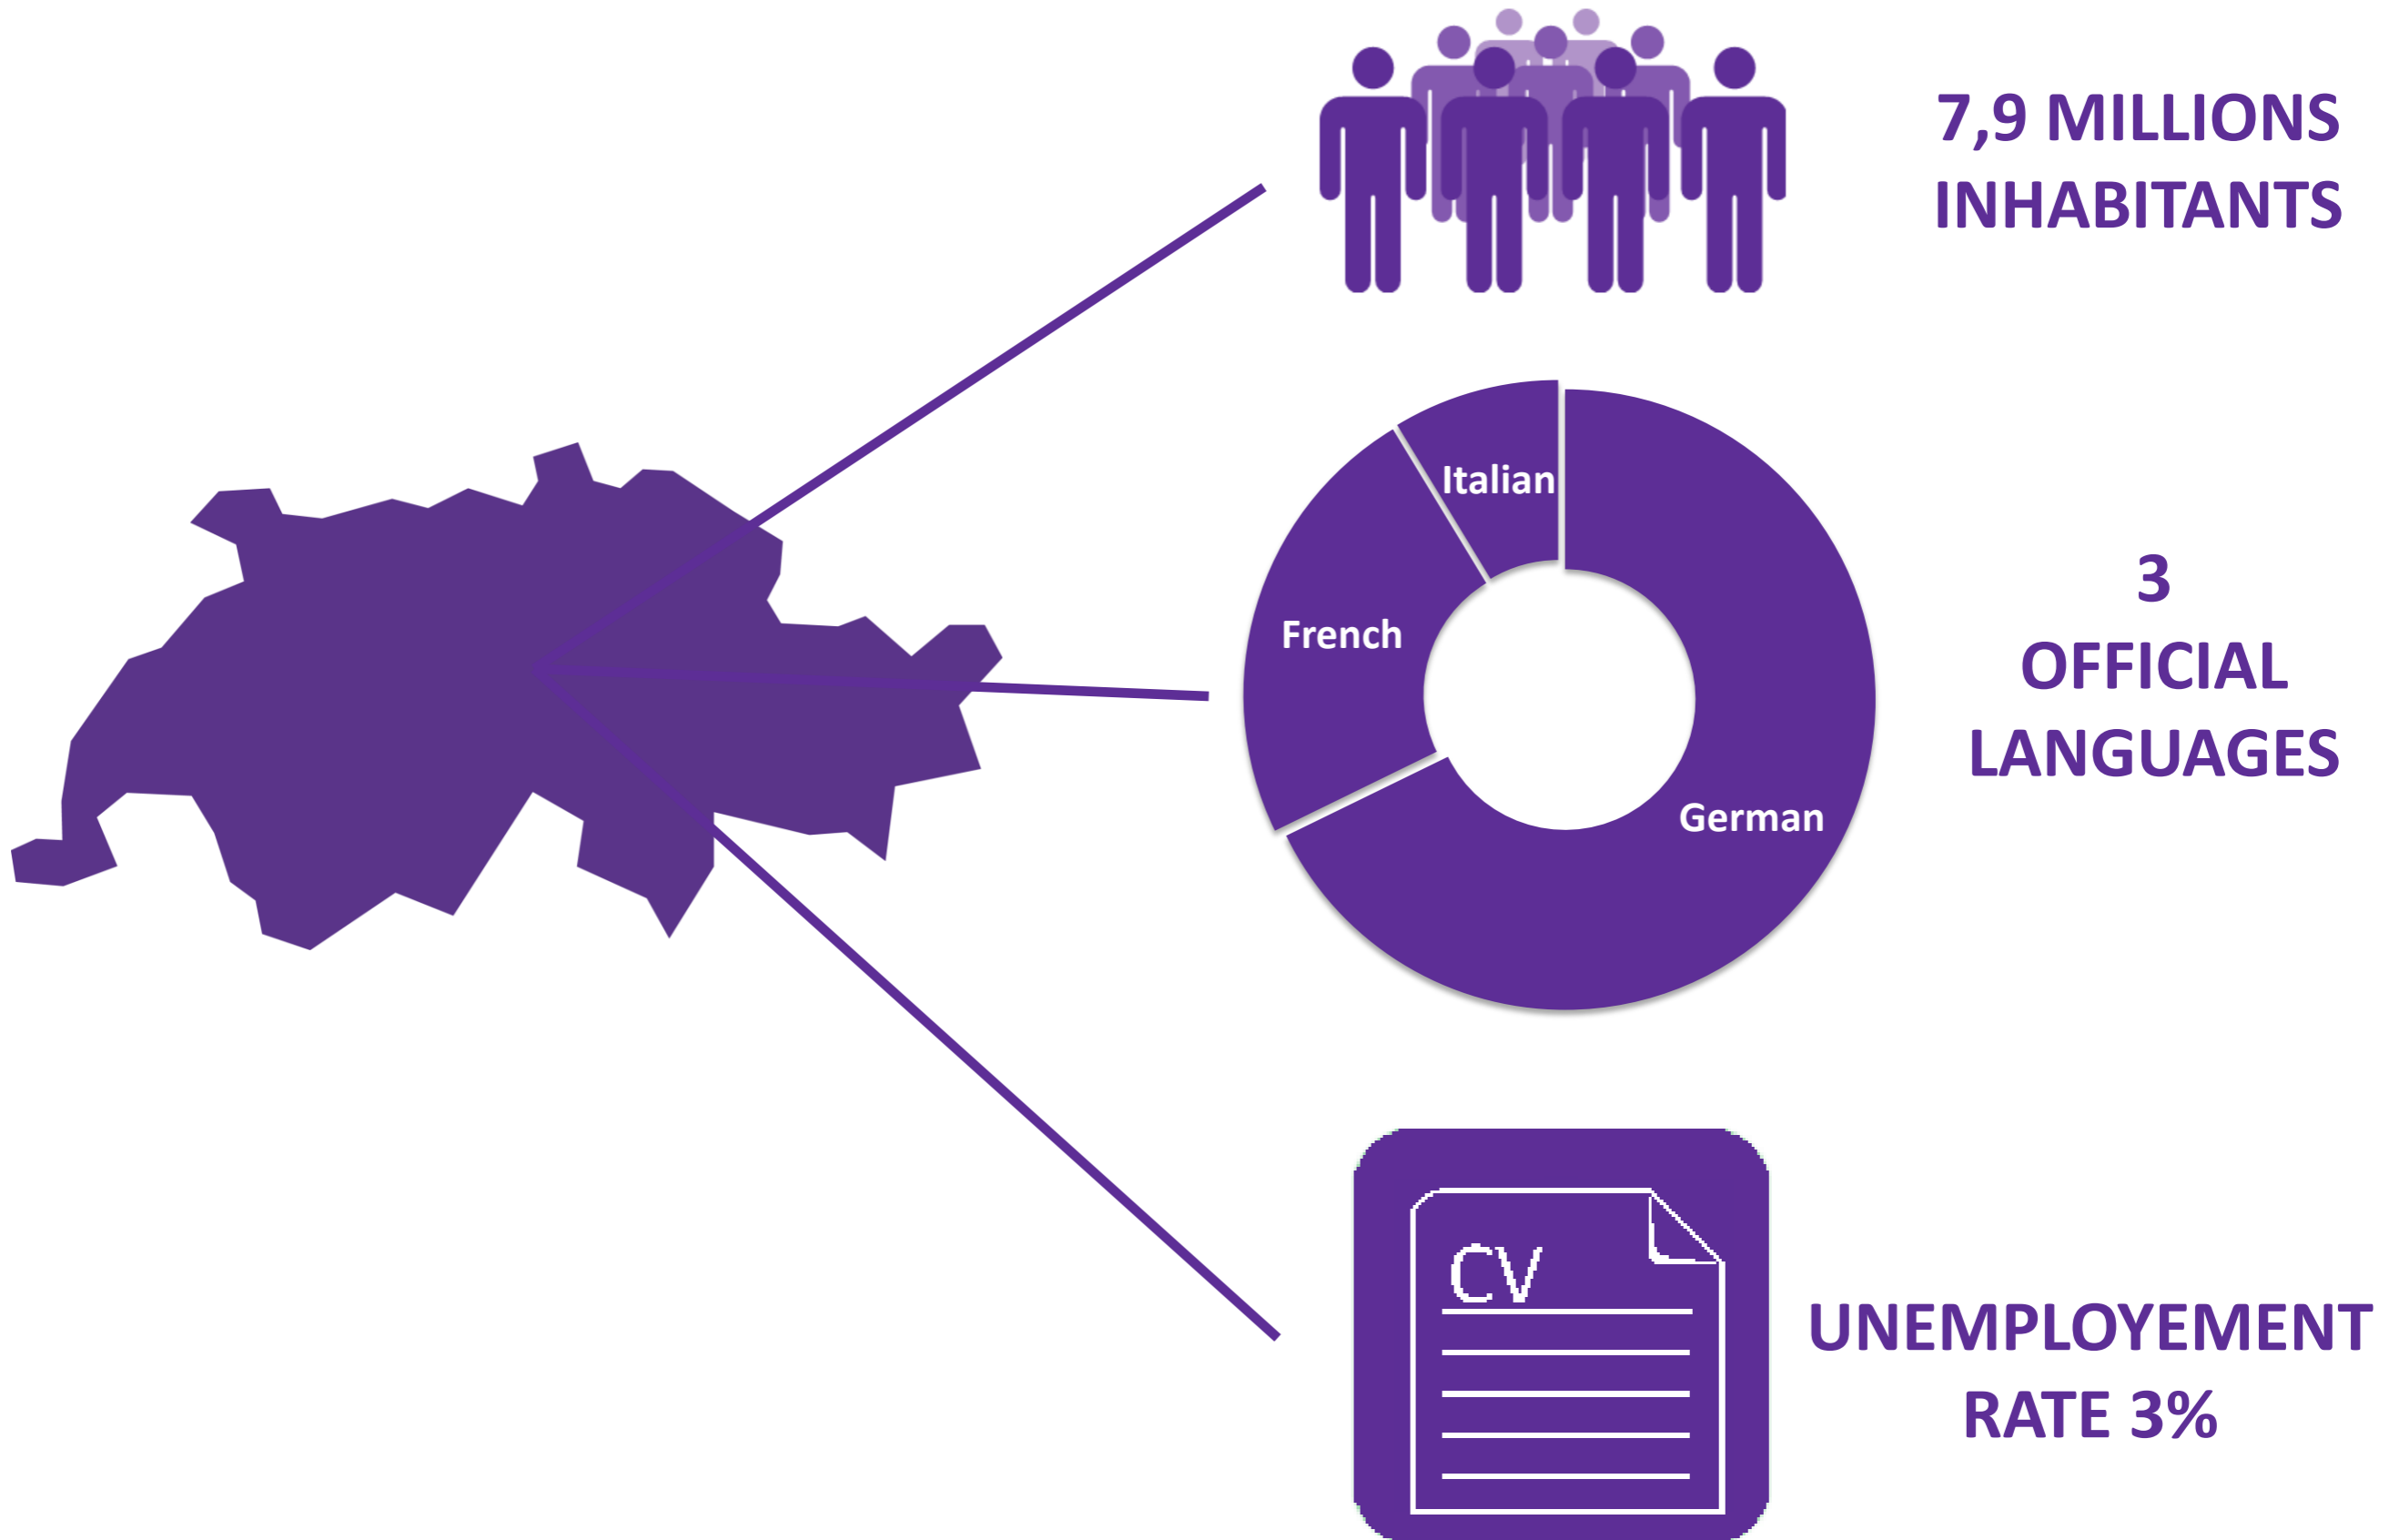 7,9 MILLIONS
INHABITANTS
Italian
French
German
3
OFFICIAL
LANGUAGES
CV
UNEMPLOYEMENT
RATE 3%